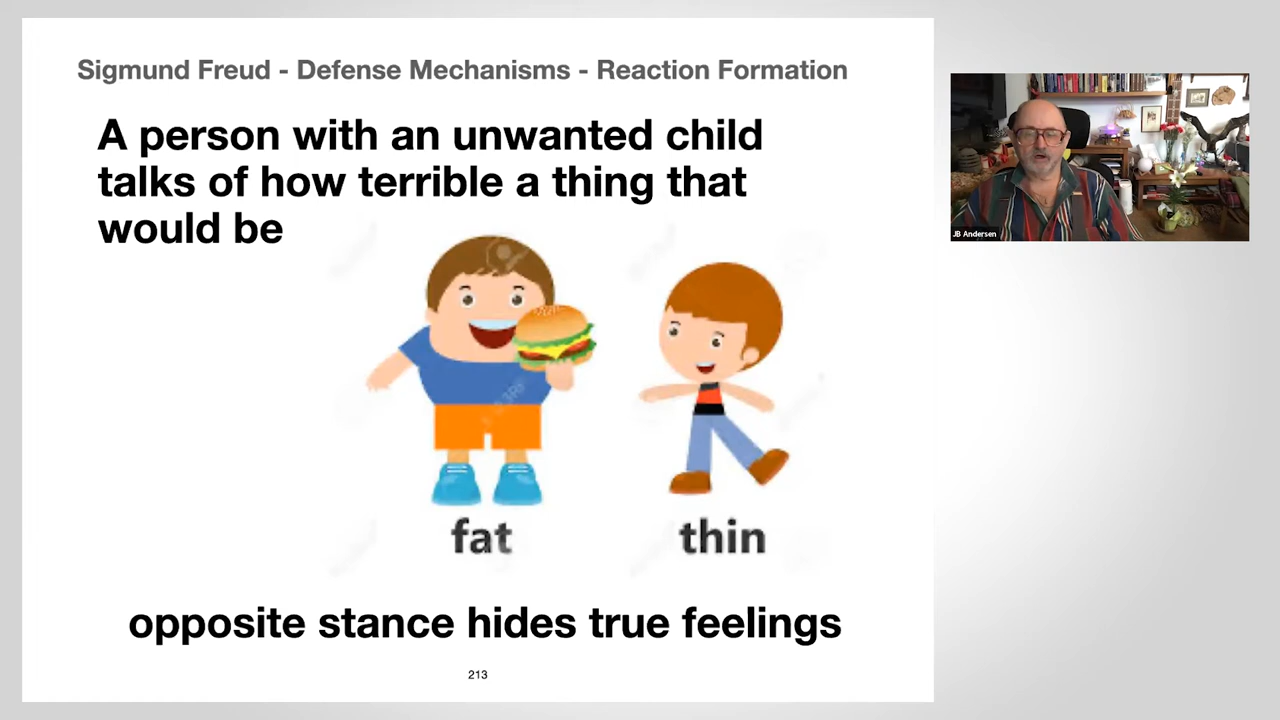 Sigmund Freud - Defense Mechanisms - Reaction Formation
A person with an unwanted child
talks of how terrible a thing that
would be
fat
thin
opposite stance hides true feelings
213
JB Andersen